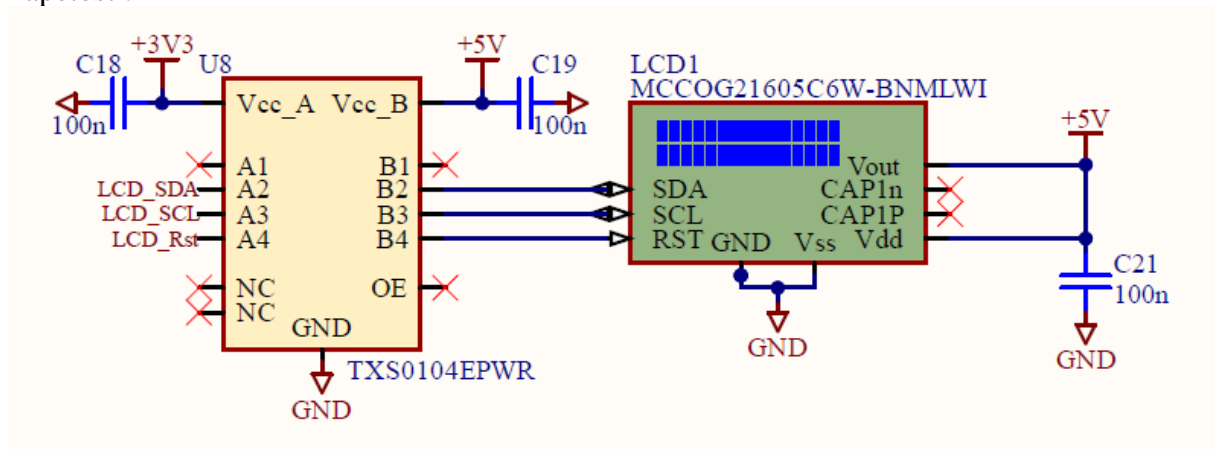 +3V3
C18
U8
+5V
C19
100n
100n
Vcc_A Vcc_B
A1
B1
LCD_SDA
A2
B2
LCD_SCL
A3
B3
LCD_Rst
A4
B4
NC
OE
NC
GND
TXS0104EPWR
GND
LCD1
MCCOG21605C6W-BNMLWI
SDA
SCL
RST
GND
Vss
Vout
CAP1n
CAP1P
Vdd
GND
+5V
C21
100n
GND